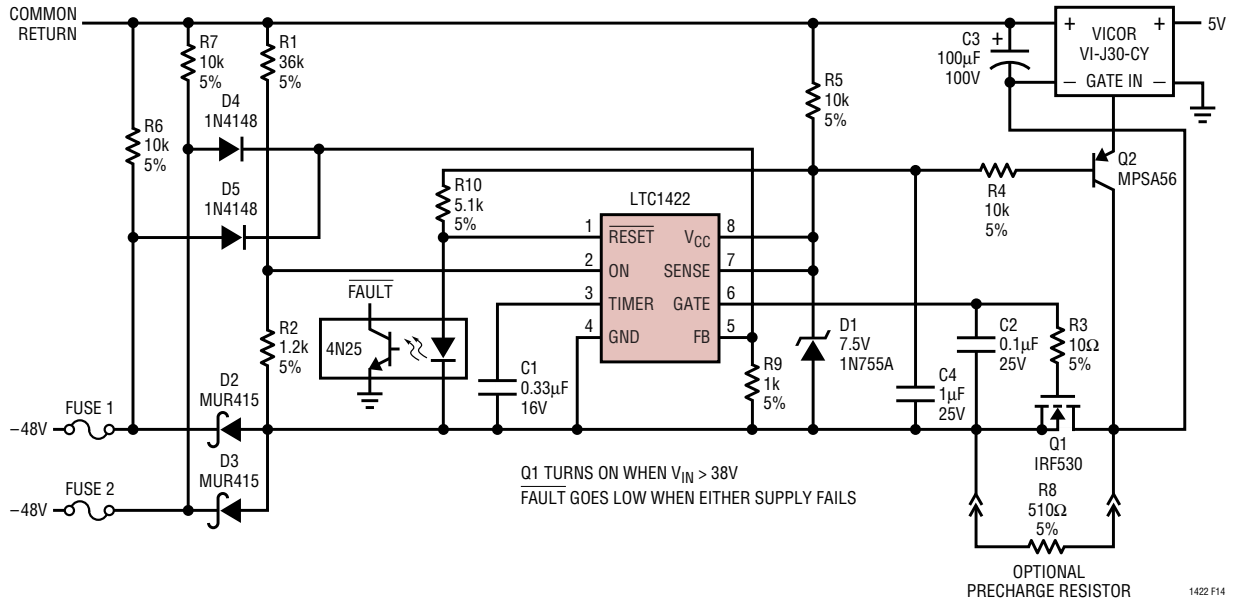 COMMON
RETURN
R7
10k
5%
R1
36k
5%
C3
100µF
100V
+
+
+
VICOR
VI-J30-CY
5V
– GATE IN –
R5
10k
5%
D4
1N4148
R6
10k
5%
D5
1N4148
R10
5.1k
5%
LTC1422
R4
10k
5%
Q2
MPSA56
1
RESET
VCC
8
2
ON
SENSE
7
3
TIMER
GATE
6
4
GND
FB
5
FAULT
4N25
R2
1.2k
5%
C1
0.33µF
16V
R9
1k
5%
D1
7.5V
1N755A
C4
1µF
25V
C2
0.1µF
25V
R3
10Ω
5%
D2
MUR415
FUSE 1
–48V
D3
MUR415
FUSE 2
–48V
Q1
IRF530
Q1 TURNS ON WHEN VIN > 38V
FAULT GOES LOW WHEN EITHER SUPPLY FAILS
R8
510Ω
5%
OPTIONAL
PRECHARGE RESISTOR
1422 F14